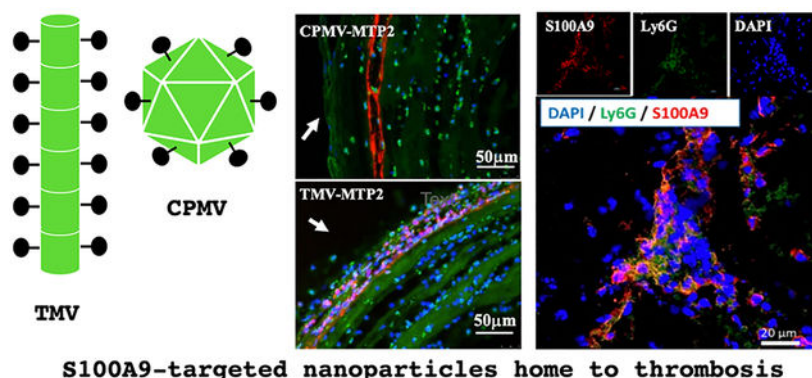 TMV
CPMV
CPMV-MTP2
50μm
TMV-MTP2
Tex
50μm
S100A9
Ly6G
DAPI
DAPI / Ly6G / S100A9
20 μm
S100A9-targeted nanoparticles home to thrombosis